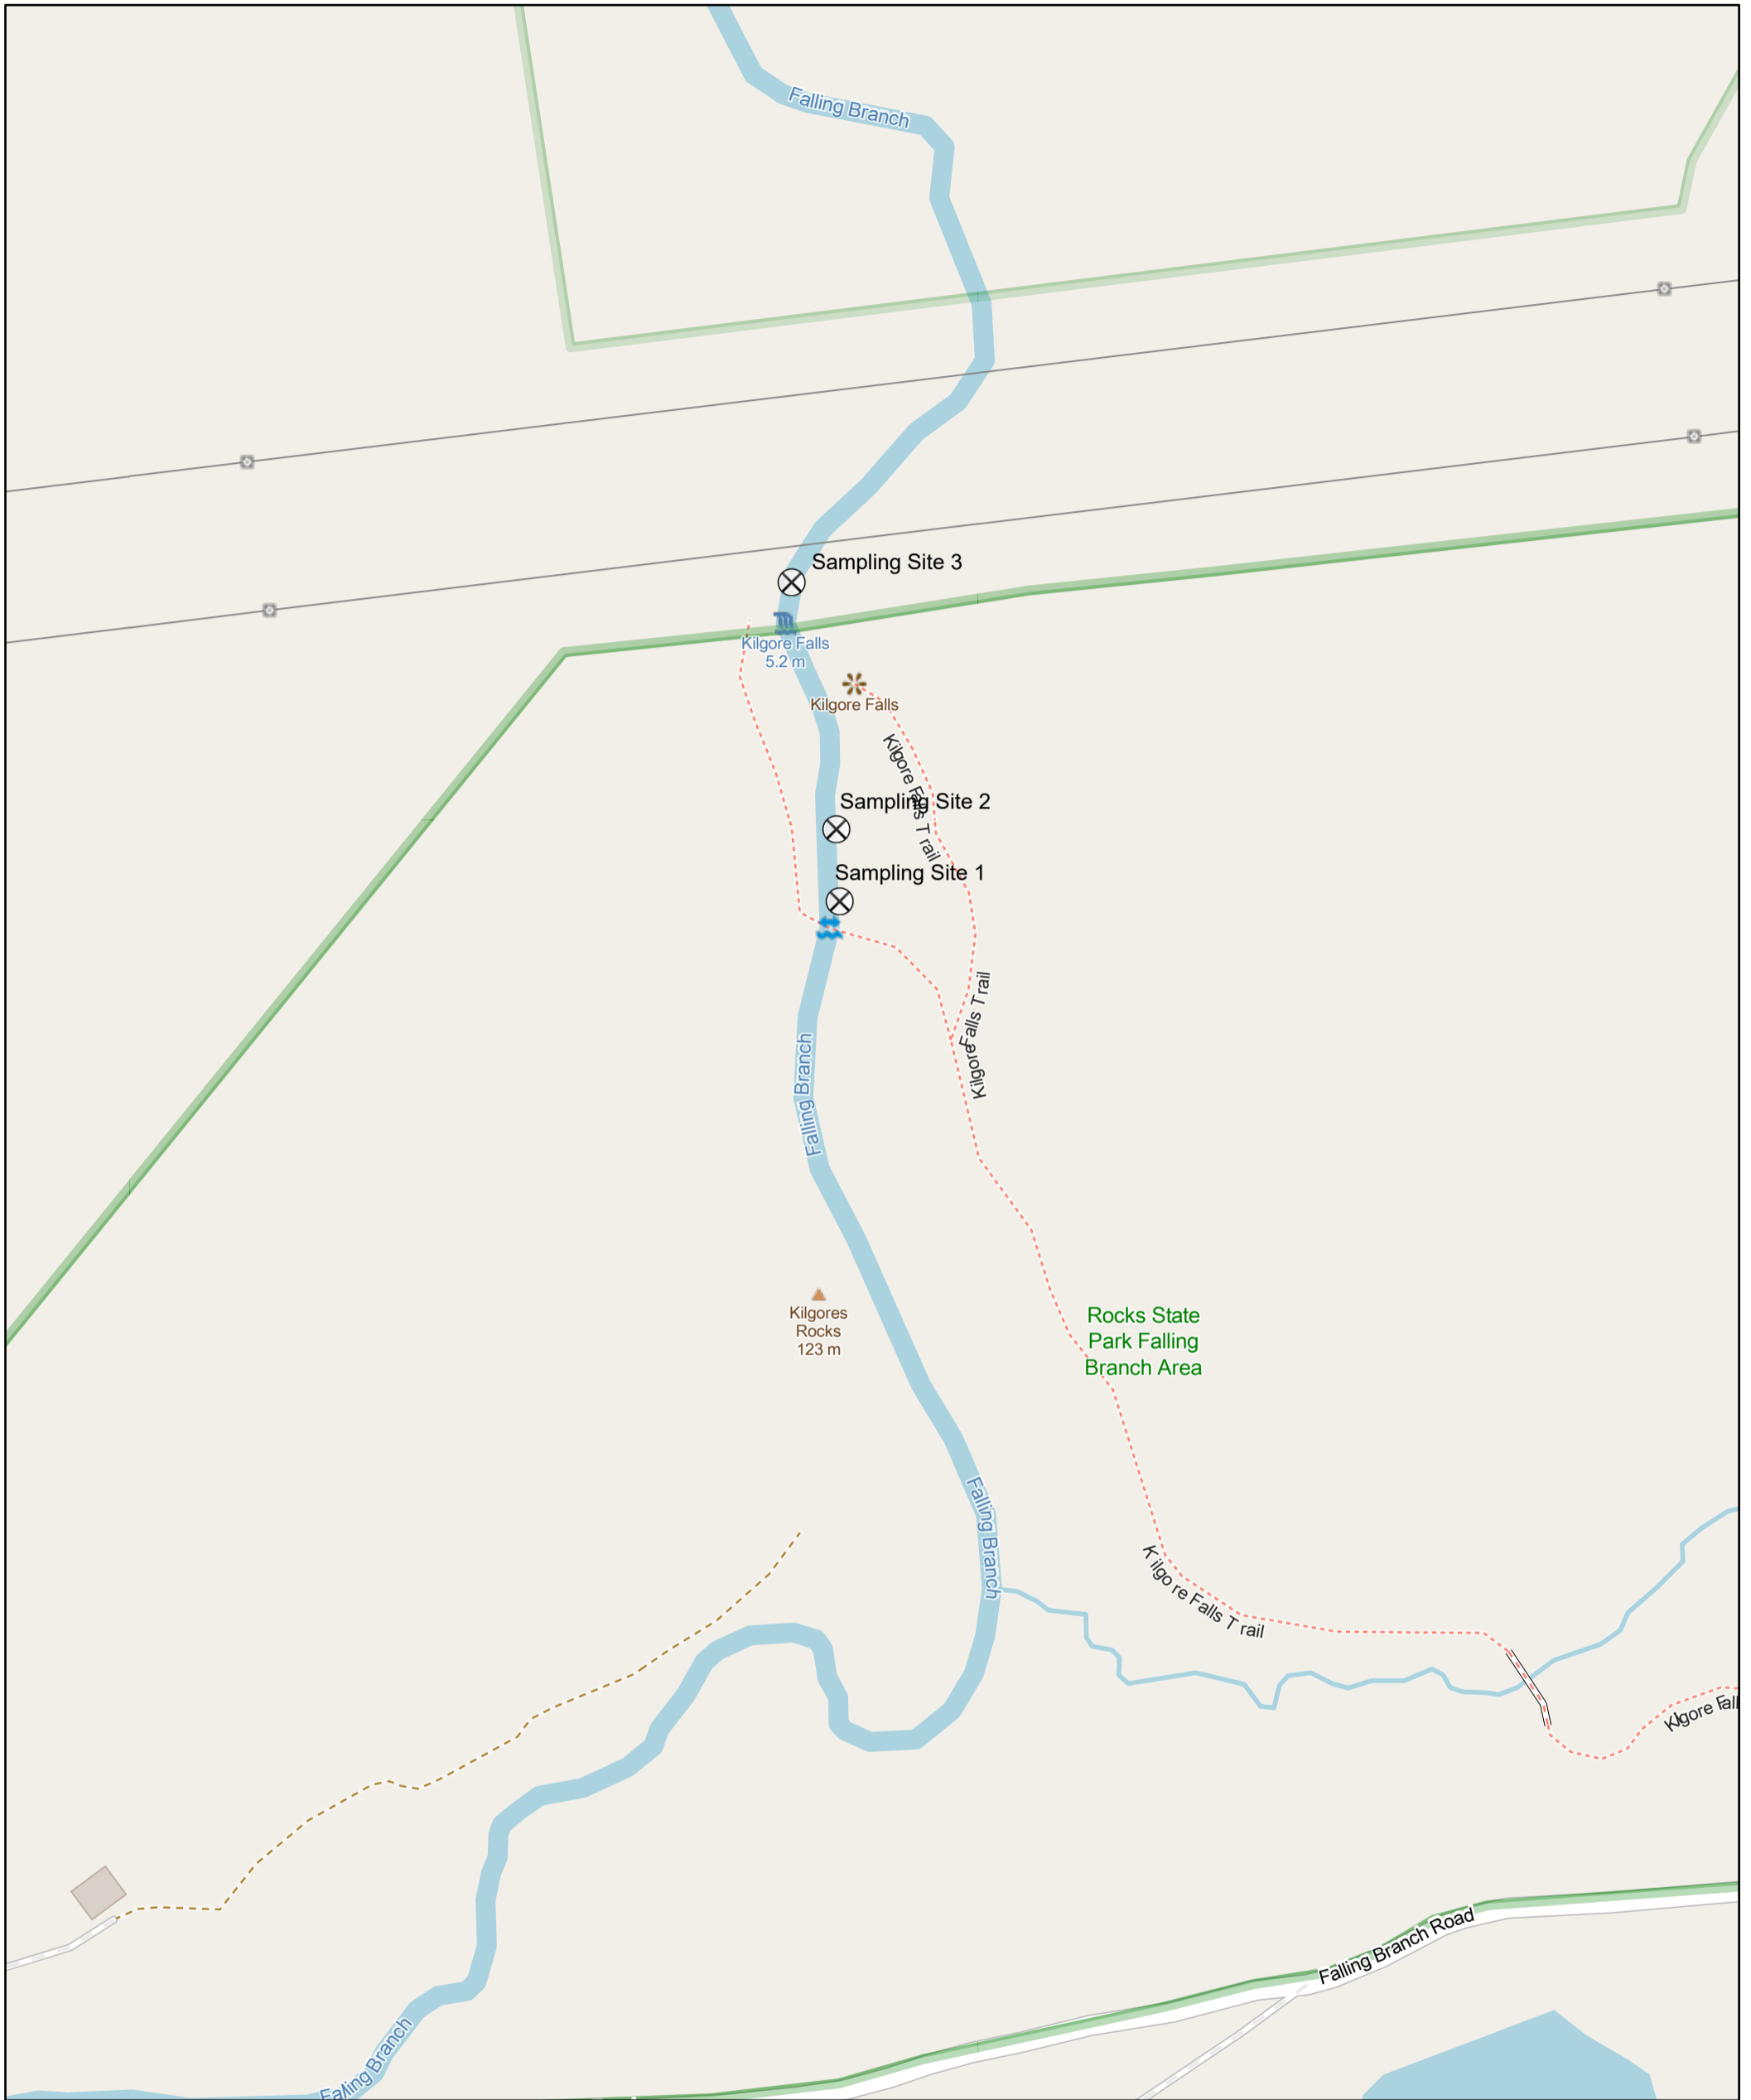 Falling Branch
Sampling Site 3
Kilgore Falls
5.2 m
Kilgore Falls
Kilgore Falls Trail
Sampling Site 2
Sampling Site 1
Kilgore Falls Trail
Falling Branch
Kilgores
Rocks
123 m
Rocks State
Park Falling
Branch Area
Falling Branch
Kilgore Falls Trail
Kilgore Fall
Falling Branch Road
Falling Branch